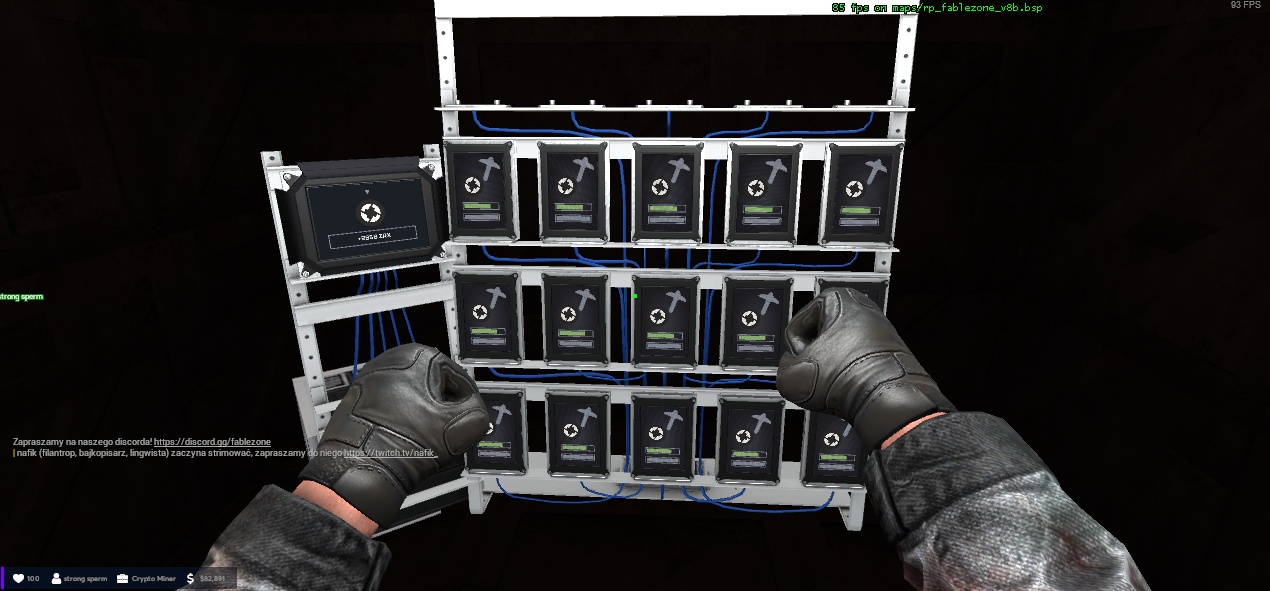 85 fps on maps/rp_fablezone_v8b.bsp
93 FPS
strong sperm
Zapraszamy na naszego discorda! https://discord.gg/fablezone
| nafik (filantrop, bajkopisarz, lingwista) zaczyna strimować, zapraszamy do niego https://twitch.tv/nafik_
100 strong sperm Crypto Miner $ $82,891